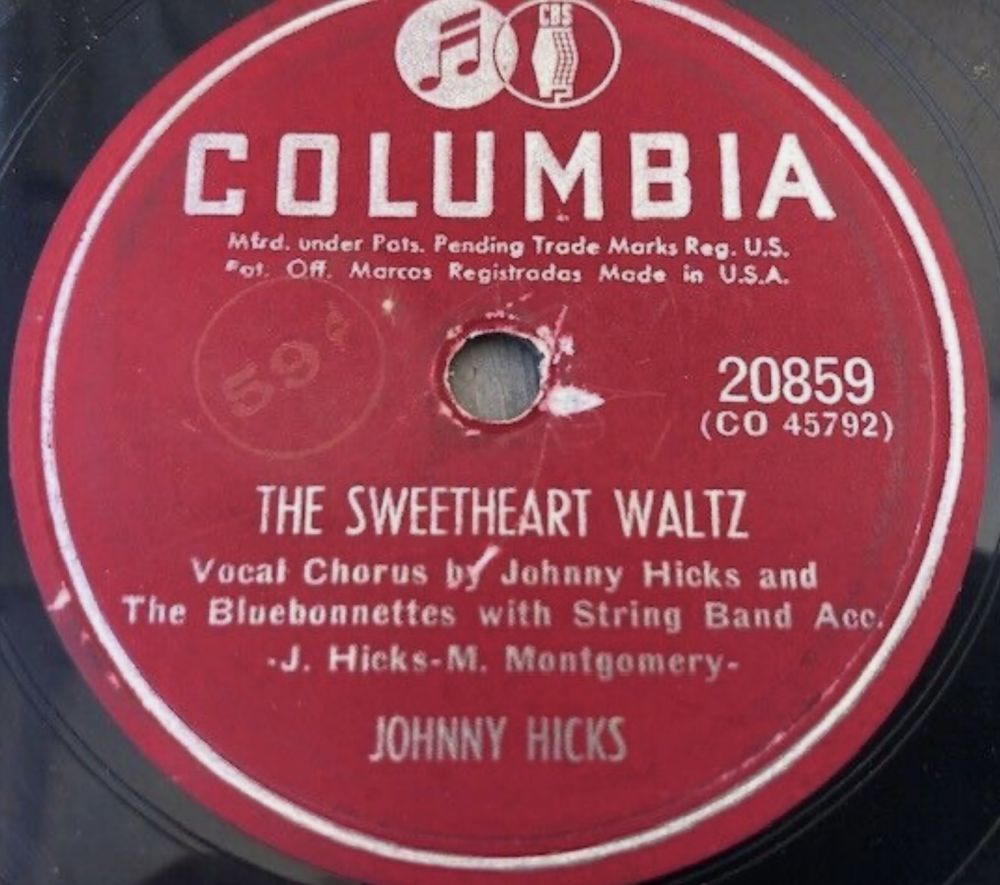 CBS
COLUMBIA
Mfrd. under Pats. Pending Trade Marks Reg. U.S.
Pat. Off. Marcas Registradas Made in U.S.A.
59
20859
(CO 45792)
THE SWEETHEART WALTZ
Vocal Chorus by Johnny Hicks and
The Bluebonnettes with String Band Acc.
-J. Hicks-M. Montgomery-
JOHNNY HICKS